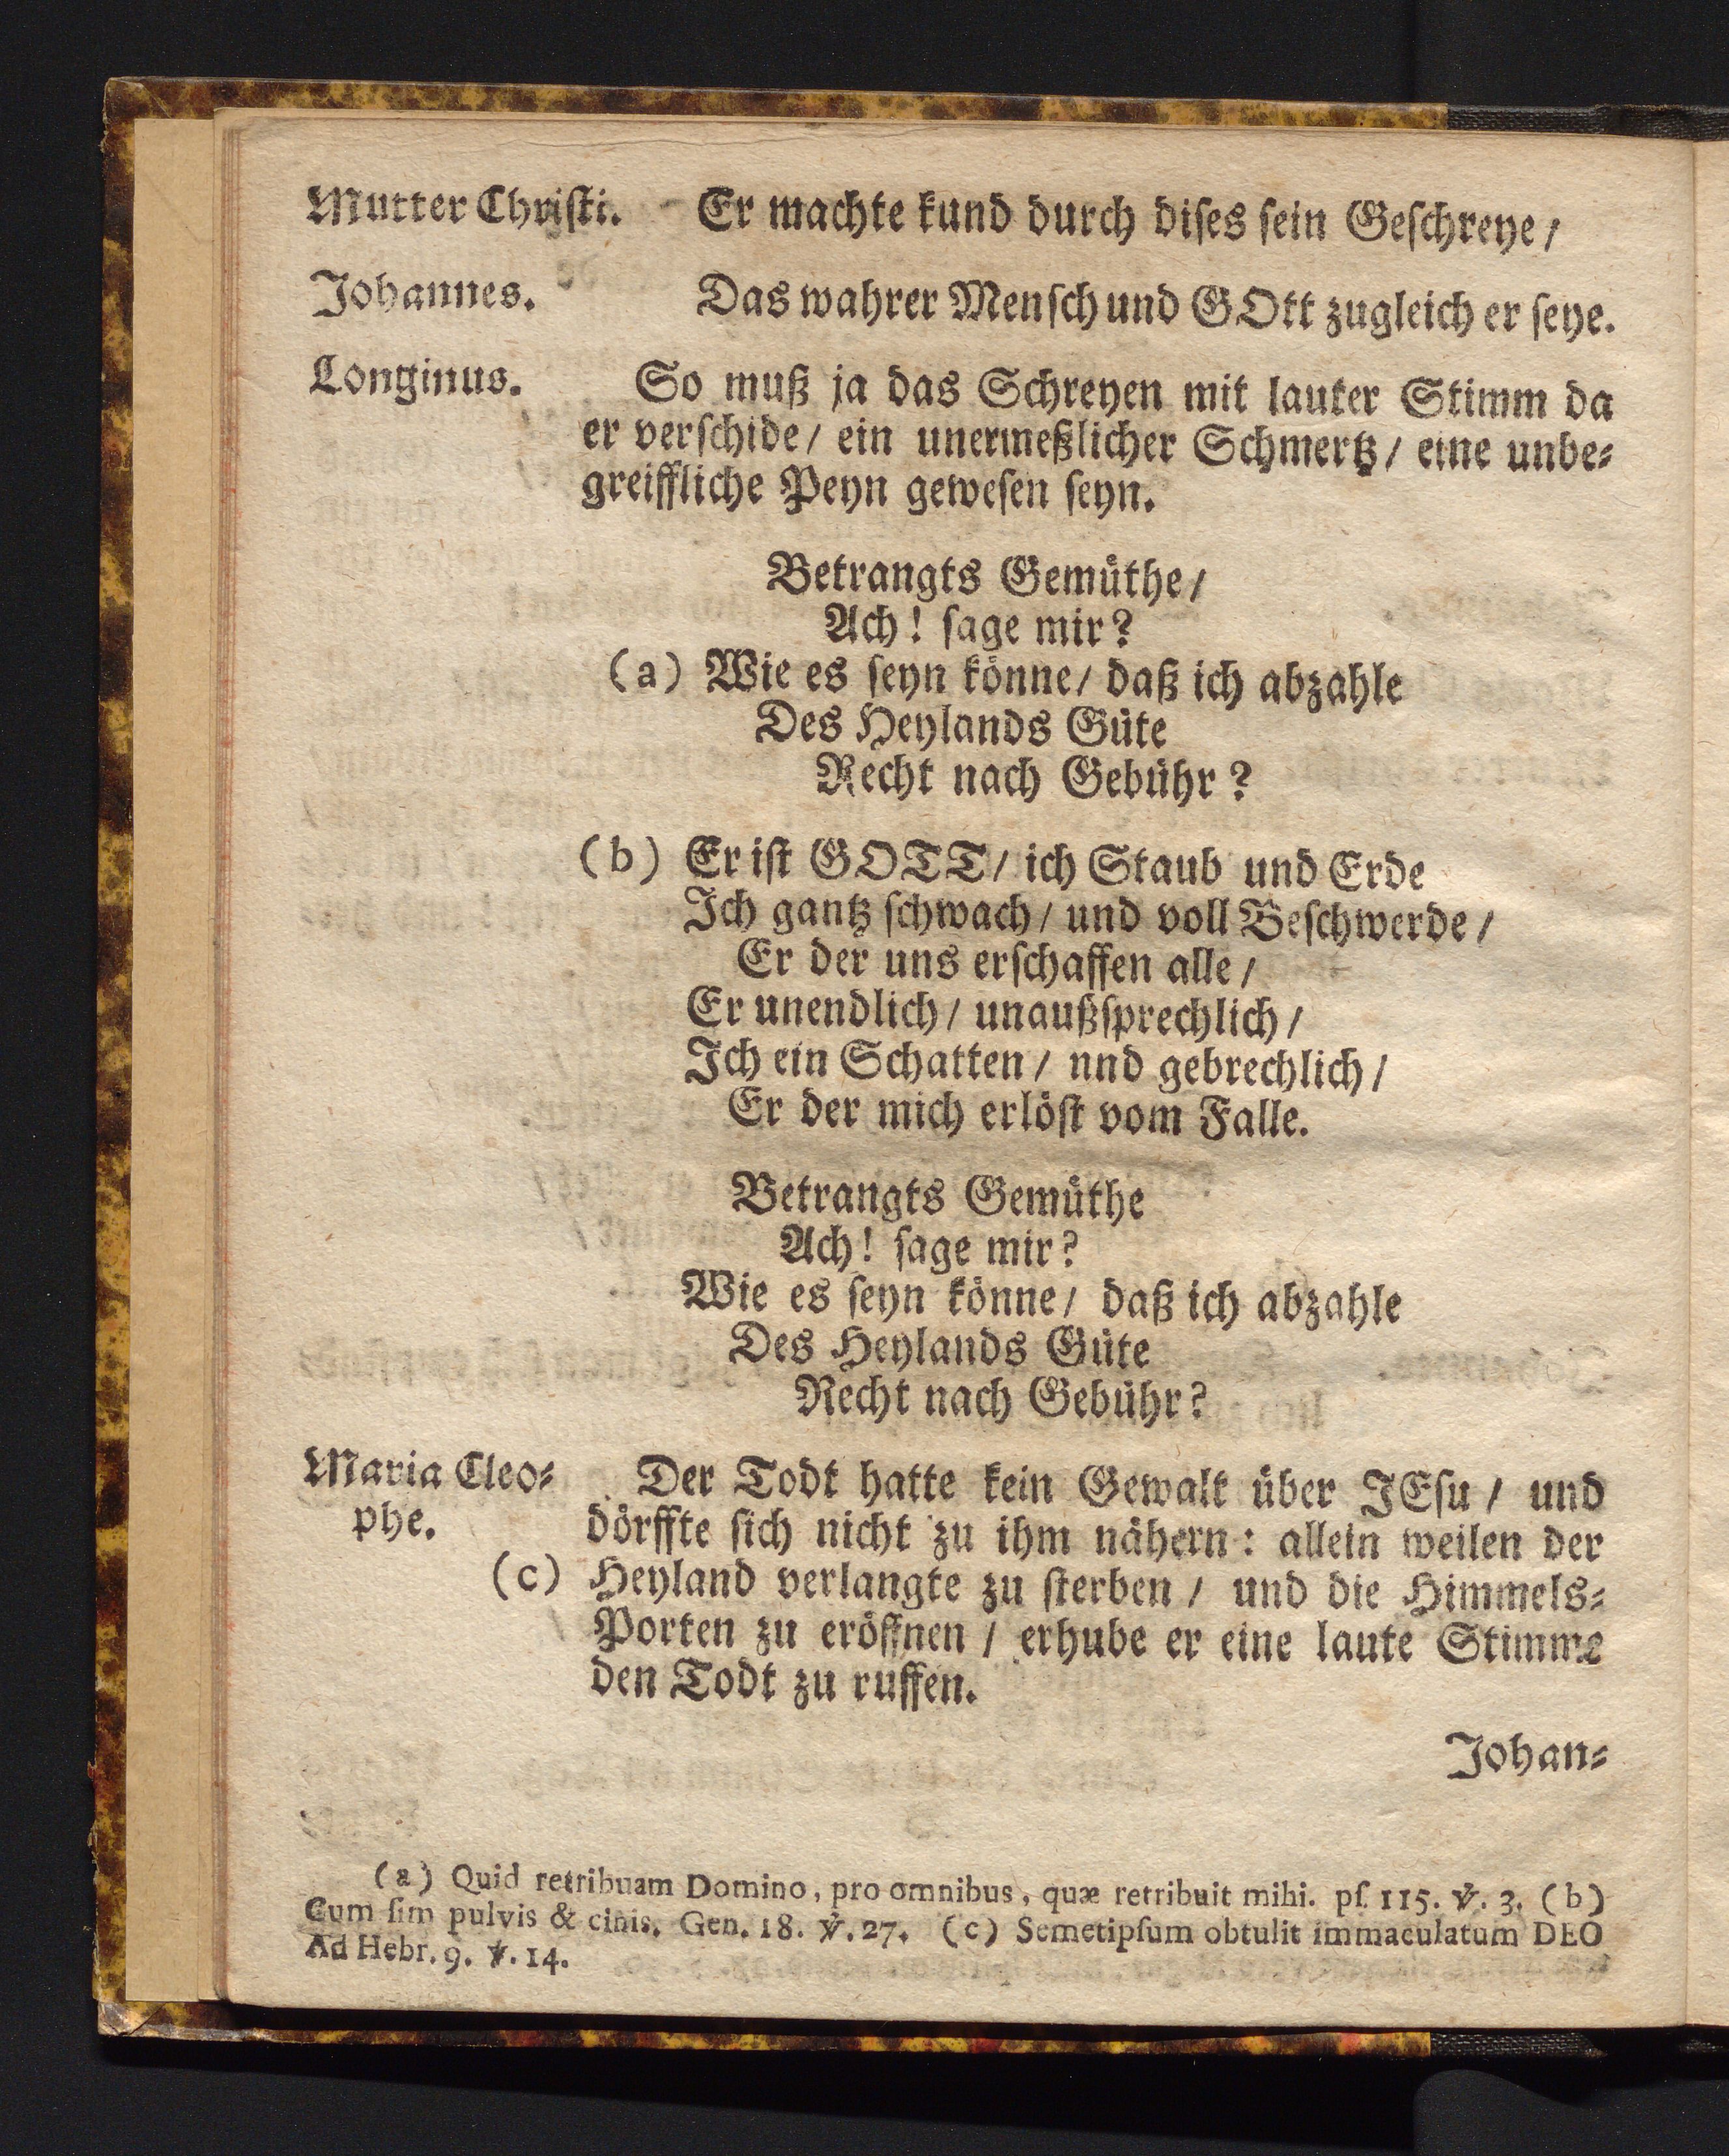 Mutter Christi. Er machte kund durch dises sein Geschreye /
Johannes. Das wahrer Mensch und GOtt zugleich er seye.
Longinus. So muß ja das Schreyen mit lauter Stimm da
er verschide / ein unermeßlicher Schmertz / eine unbe⸗
greiffliche Peyn gewesen seyn.
Betrangts Gemüthe /
Ach! sage mir?
(a) Wie es seyn könne / daß ich abzahle
Des Heylands Güte
Recht nach Gebühr?
(b) Er ist GOTT / ich Staub und Erde
Ich gantz schwach / und voll Beschwerde /
Er der uns erschaffen alle /
Er unendlich / unaußsprechlich /
Ich ein Schatten / nnd gebrechlich /
Er der mich erlöst vom Falle.
Betrangts Gemüthe
Ach! sage mir?
Wie es seyn könne / daß ich abzahle
Des Heylands Güte
Recht nach Gebühr?
Maria Cleo⸗ Der Todt hatte kein Gewalt über JEsu / und
phe. dörffte sich nicht zu ihm nähern: allein weilen der
(c) Heyland verlangte zu sterben / und die Himmels⸗
Porten zu eröffnen / erhube er eine laute Stimme
den Todt zu ruffen.
Johan⸗
(a) Quid retribuam Domino, pro omnibus, quæ retribuit mihi. ps. 115. ℣. 3. (b)
Cum sim pulvis & cinis. Gen. 18. ℣. 27. (c) Semetipsum obtulit immaculatum DEO
Ad Hebr. 9. ℣. 14.